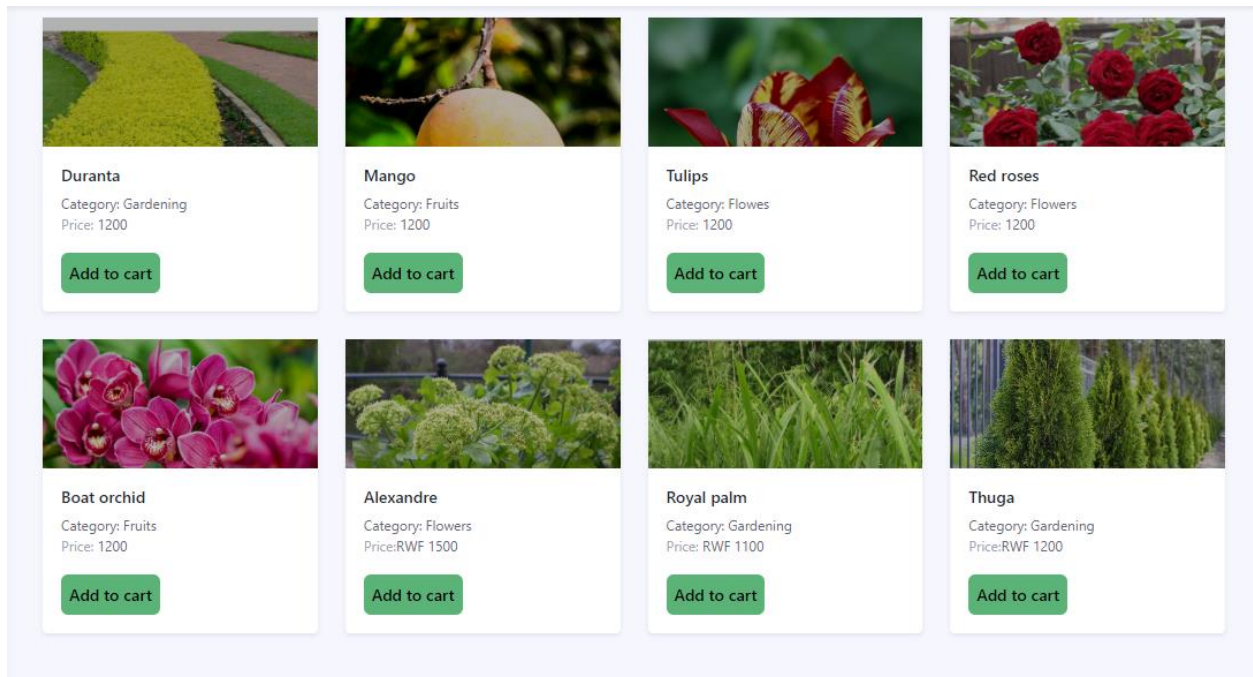 Duranta
Category: Gardening
Price: 1200
Add to cart
Mango
Category: Fruits
Price: 1200
Add to cart
Tulips
Category: Flowes
Price: 1200
Add to cart
Red roses
Category: Flowers
Price: 1200
Add to cart
Boat orchid
Category: Fruits
Price: 1200
Add to cart
Alexandre
Category: Flowers
Price:RWF 1500
Add to cart
Royal palm
Category: Gardening
Price: RWF 1100
Add to cart
Thuga
Category: Gardening
Price:RWF 1200
Add to cart